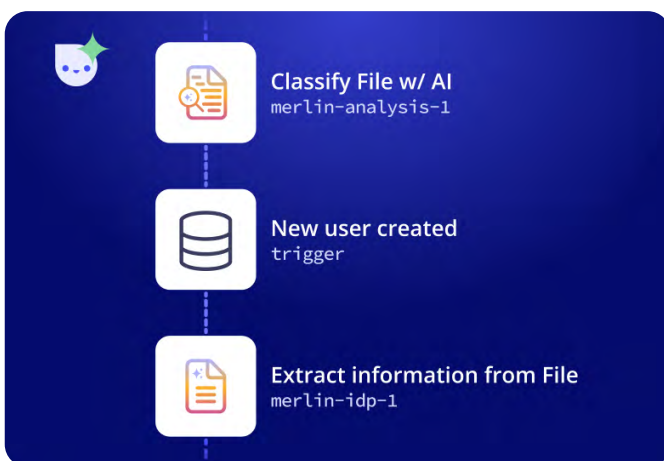 Classify File w/ AI
merlin-analysis-1
New user created
trigger
Extract information from File
merlin-idp-1